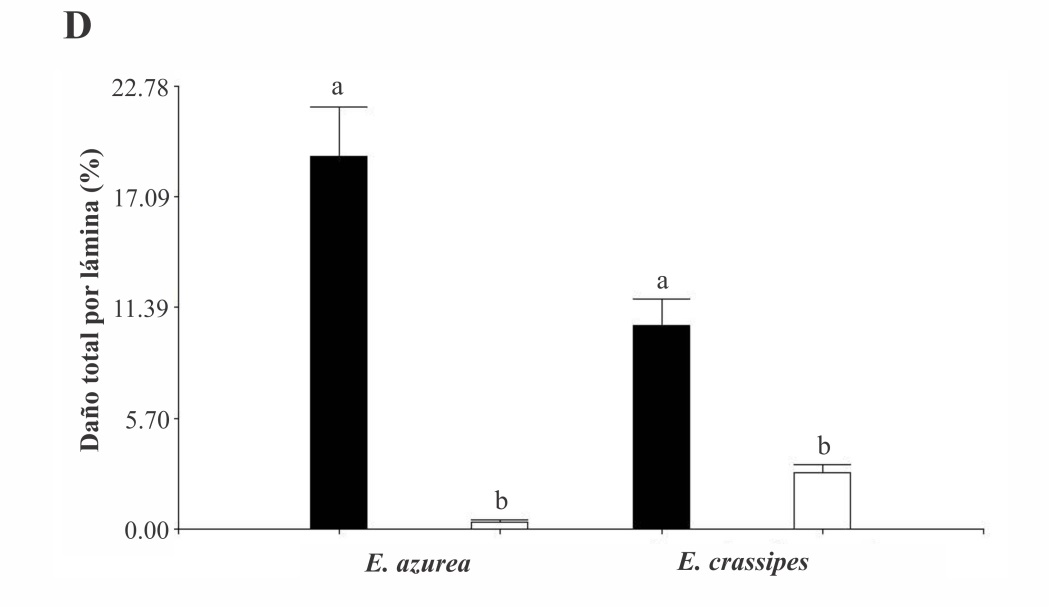 D
22.78
17.09
11.39
5.70
0.00
Daño total por lámina (%)
a
b
a
b
E. azurea
E. crassipes